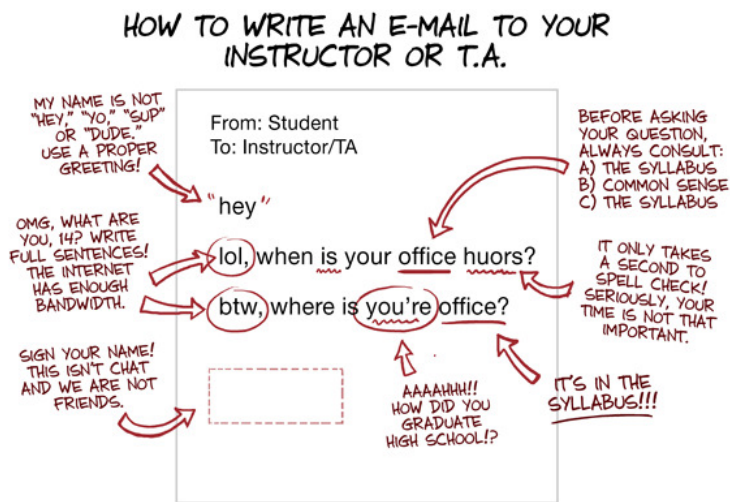 HOW TO WRITE AN E-MAIL TO YOUR
INSTRUCTOR OR T.A.
MY NAME IS NOT
"HEY," "YO," "SUP"
OR "DUDE."
USE A PROPER
GREETING!
From: Student
To: Instructor/TA
BEFORE ASKING
YOUR QUESTION,
ALWAYS CONSULT:
A) THE SYLLABUS
B) COMMON SENSE
C) THE SYLLABUS
"hey"
OMG, WHAT ARE
YOU, 14? WRITE
FULL SENTENCES!
THE INTERNET
HAS ENOUGH
BANDWIDTH.
lol, when is your office huors?
btw, where is you're office?
IT ONLY TAKES
A SECOND TO
SPELL CHECK!
SERIOUSLY, YOUR
TIME IS NOT THAT
IMPORTANT.
SIGN YOUR NAME!
THIS ISN'T CHAT
AND WE ARE NOT
FRIENDS.
AAAAHHH!!
HOW DID YOU
GRADUATE
HIGH SCHOOL!?
IT'S IN THE
SYLLABUS!!!